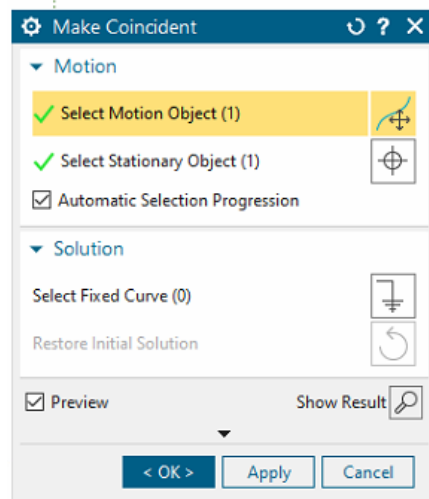 Make Coincident ?
Motion
Select Motion Object (1)
Select Stationary Object (1)
Automatic Selection Progression
Solution
Select Fixed Curve (0)
Restore Initial Solution
Preview Show Result
< OK > Apply Cancel